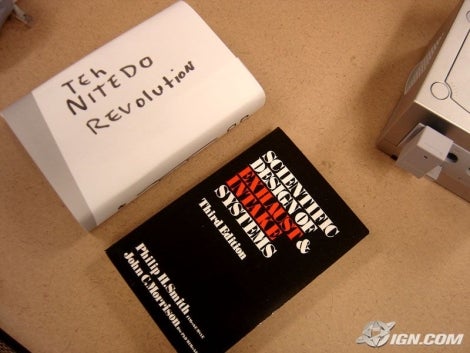 Teh
NITEDO
REvolution
SCIENTIFIC
DESIGN OF
EXHAUST &
INTAKE
SYSTEMS
Third Edition
Philip H. Smith
John C. Morrison
IGN.COM